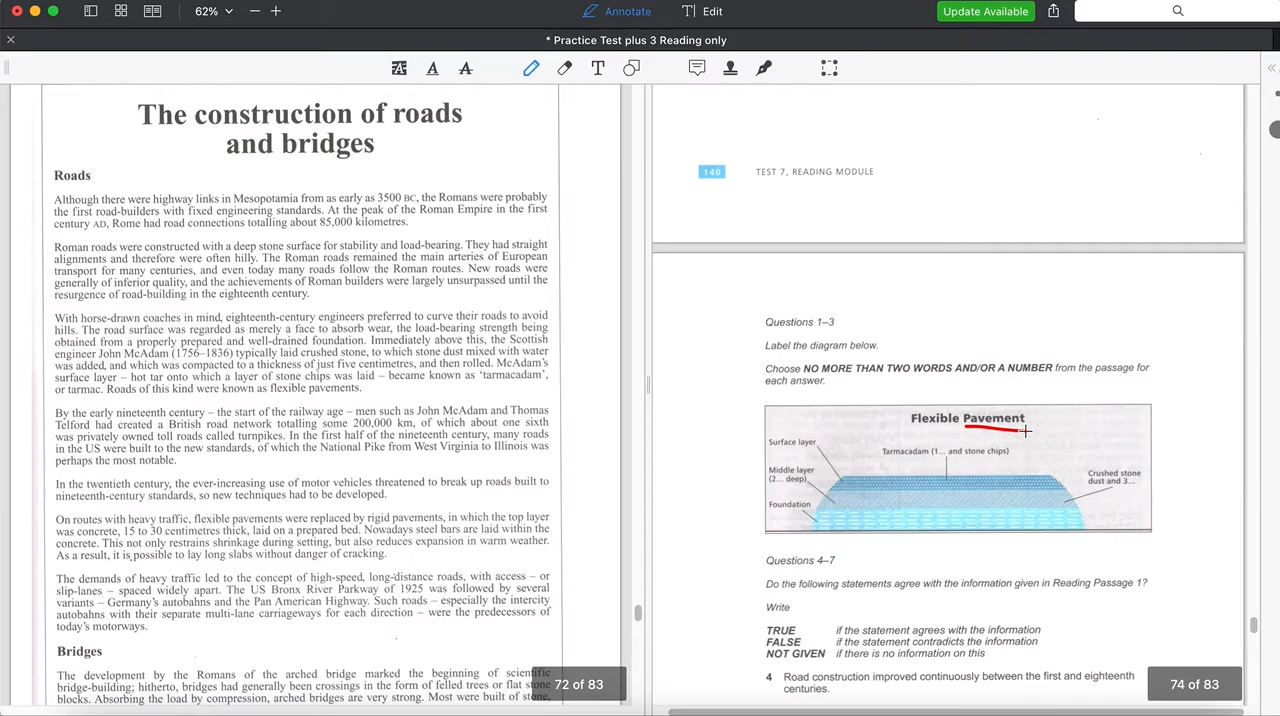 62%
Annotate
Edit
Update Available
* Practice Test plus 3 Reading only
The construction of roads
and bridges
Roads
Although there were highway links in Mesopotamia from as early as 3500 BC, the Romans were probably
the first road-builders with fixed engineering standards. At the peak of the Roman Empire in the first
century AD, Rome had road connections totalling about 85,000 kilometres.
Roman roads were constructed with a deep stone surface for stability and load-bearing. They had straight
alignments and therefore were often hilly. The Roman roads remained the main arteries of European
transport for many centuries, and even today many roads follow the Roman routes. New roads were
generally of inferior quality, and the achievements of Roman builders were largely unsurpassed until the
resurgence of road-building in the eighteenth century.
With horse-drawn coaches in mind, eighteenth-century engineers preferred to curve their roads to avoid
hills. The road surface was regarded as merely a face to absorb wear, the load-bearing strength being
obtained from a properly prepared and well-drained foundation. Immediately above this, the Scottish
engineer John McAdam (1756–1836) typically laid crushed stone, to which stone dust mixed with water
was added, and which was compacted to a thickness of just five centimetres, and then rolled. McAdam's
surface layer – hot tar onto which a layer of stone chips was laid – became known as 'tarmacadam',
or tarmac. Roads of this kind were known as flexible pavements.
By the early nineteenth century – the start of the railway age – men such as John McAdam and Thomas
Telford had created a British road network totalling some 200,000 km, of which about one sixth
was privately owned toll roads called turnpikes. In the first half of the nineteenth century, many roads
in the US were built to the new standards, of which the National Pike from West Virginia to Illinois was
perhaps the most notable.
In the twentieth century, the ever-increasing use of motor vehicles threatened to break up roads built to
nineteenth-century standards, so new techniques had to be developed.
On routes with heavy traffic, flexible pavements were replaced by rigid pavements, in which the top layer
was concrete, 15 to 30 centimetres thick, laid on a prepared bed. Nowadays steel bars are laid within the
concrete. This not only restrains shrinkage during setting, but also reduces expansion in warm weather.
As a result, it is possible to lay long slabs without danger of cracking.
The demands of heavy traffic led to the concept of high-speed, long-distance roads, with access – or
slip-lanes – spaced widely apart. The US Bronx River Parkway of 1925 was followed by several
variants – Germany's autobahns and the Pan American Highway. Such roads – especially the intercity
autobahns with their separate multi-lane carriageways for each direction – were the predecessors of
today's motorways.
Bridges
The development by the Romans of the arched bridge marked the beginning of scientific
bridge-building; hitherto, bridges had generally been crossings in the form of felled trees or flat stone
blocks. Absorbing the load by compression, arched bridges are very strong. Most were built of stone,
72 of 83
140
TEST 7, READING MODULE
Questions 1–3
Label the diagram below.
Choose NO MORE THAN TWO WORDS AND/OR A NUMBER from the passage for
each answer.
Flexible Pavement
Surface layer
Tarmacadam (1... and stone chips)
Middle layer
(2... deep)
Crushed stone
dust and 3...
Foundation
Questions 4–7
Do the following statements agree with the information given in Reading Passage 1?
Write
TRUE if the statement agrees with the information
FALSE if the statement contradicts the information
NOT GIVEN if there is no information on this
4 Road construction improved continuously between the first and eighteenth
centuries.
74 of 83